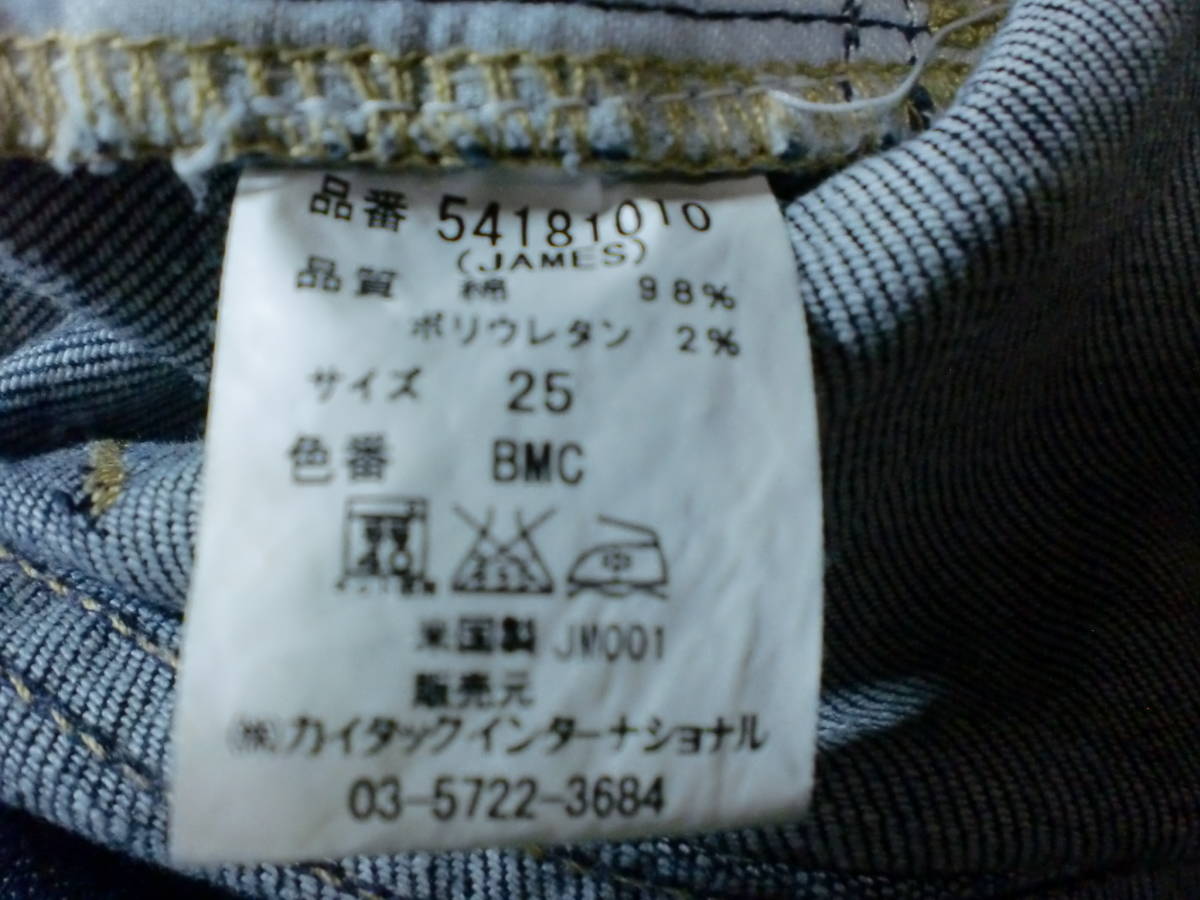 品番 54181010
(JAMES)
品質 綿 98%
ポリウレタン 2%
サイズ 25
色番 BMC
40
中
米国製 JM001
販売元
㈱カイタックインターナショナル
03-5722-3684